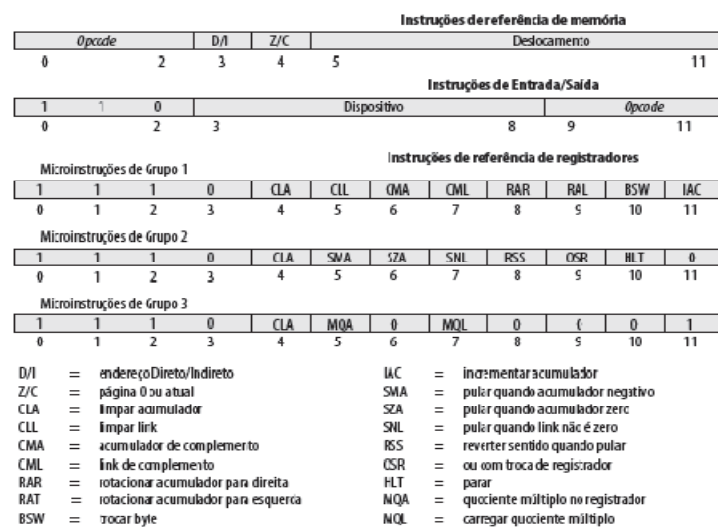 Instruções de referência de memória
Opcode D/I Z/C Deslocamento
0 2 3 4 5 11
Instruções de Entrada/Saída
1 1 0 Dispositivo Opcode
0 2 3 8 9 11
Instruções de referência de registradores
Microinstruções de Grupo 1
1 1 1 0 CLA CLL CMA CML RAR RAL BSW IAC
0 1 2 3 4 5 6 7 8 9 10 11
Microinstruções de Grupo 2
1 1 1 0 CLA SMA SZA SNL RSS OSR HLT 0
0 1 2 3 4 5 6 7 8 9 10 11
Microinstruções de Grupo 3
1 1 1 0 CLA MQA 0 MQL 0 0 0 1
0 1 2 3 4 5 6 7 8 9 10 11
D/I = endereço Direto/Indireto IAC = incrementar acumulador
Z/C = página 0 ou atual SMA = pular quando acumulador negativo
CLA = limpar acumulador SZA = pular quando acumulador zero
CLL = limpar link SNL = pular quando link não é zero
CMA = acumulador de complemento RSS = reverter sentido quando pular
CML = link de complemento OSR = ou com troca de registrador
RAR = rotacionar acumulador para direita HLT = parar
RAT = rotacionar acumulador para esquerda MQA = quociente múltiplo no registrador
BSW = trocar byte MQL = carregar quociente múltiplo